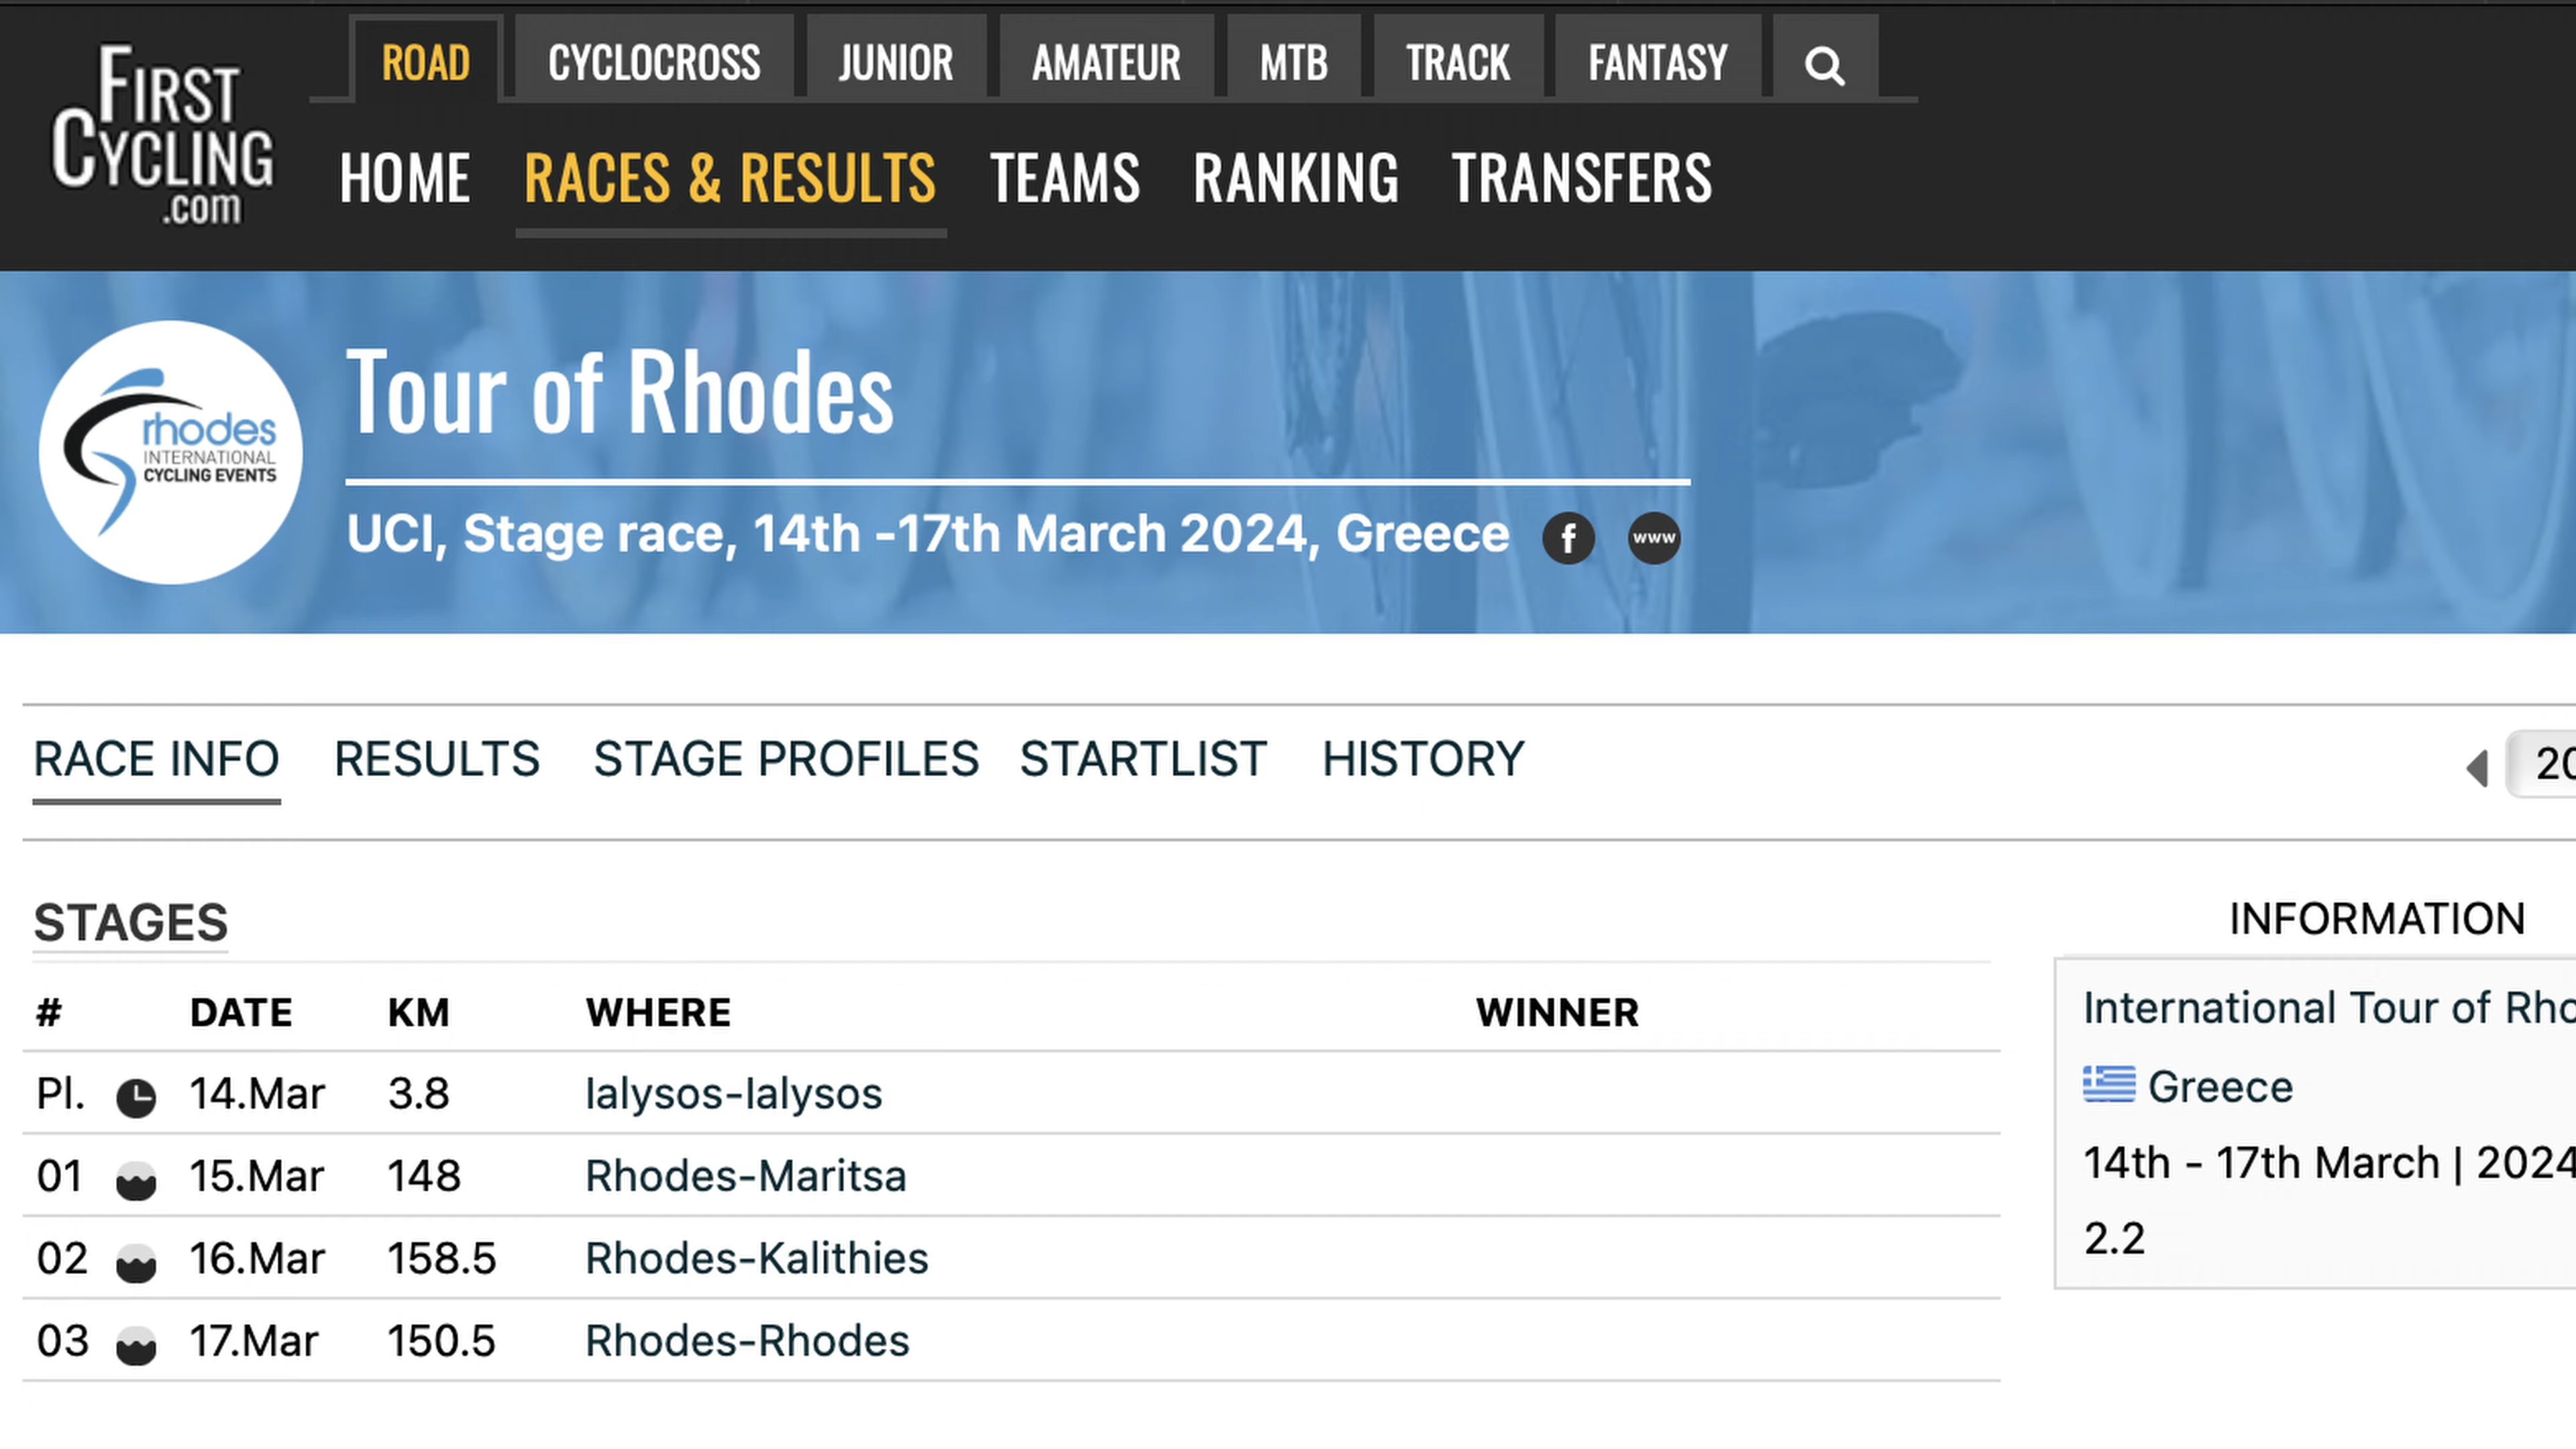 FIRST
CYCLING
.com
ROAD CYCLOCROSS JUNIOR AMATEUR MTB TRACK FANTASY
HOME RACES & RESULTS TEAMS RANKING TRANSFERS
rhodes
INTERNATIONAL
CYCLING EVENTS
Tour of Rhodes
UCI, Stage race, 14th -17th March 2024, Greece f www
RACE INFO RESULTS STAGE PROFILES STARTLIST HISTORY
STAGES
# DATE KM WHERE WINNER
Pl. 14.Mar 3.8 Ialysos-Ialysos
01 15.Mar 148 Rhodes-Maritsa
02 16.Mar 158.5 Rhodes-Kalithies
03 17.Mar 150.5 Rhodes-Rhodes
INFORMATION
International Tour of
Greece
14th - 17th March | 2024
2.2